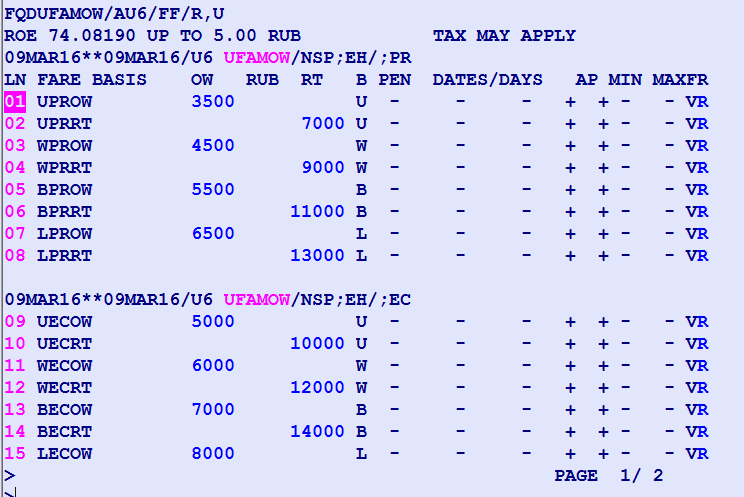 FQDUFAMOW/AU6/FF/R,U
ROE 74.08190 UP TO 5.00 RUB TAX MAY APPLY
09MAR16**09MAR16/U6 UFAMOW/NSP;EH/;PR
LN FARE BASIS OW RUB RT B PEN DATES/DAYS AP MIN MAXFR
01 UPROW 3500 U - - - + + - - VR
02 UPRRT 7000 U - - - + + - - VR
03 WPROW 4500 W - - - + + - - VR
04 WPRRT 9000 W - - - + + - - VR
05 BPROW 5500 B - - - + + - - VR
06 BPRRT 11000 B - - - + + - - VR
07 LPROW 6500 L - - - + + - - VR
08 LPRRT 13000 L - - - + + - - VR
09MAR16**09MAR16/U6 UFAMOW/NSP;EH/;EC
09 UECOW 5000 U - - - + + - - VR
10 UECRT 10000 U - - - + + - - VR
11 WECOW 6000 W - - - + + - - VR
12 WECRT 12000 W - - - + + - - VR
13 BECOW 7000 B - - - + + - - VR
14 BECRT 14000 B - - - + + - - VR
15 LECOW 8000 L - - - + + - - VR
> PAGE 1/ 2
>